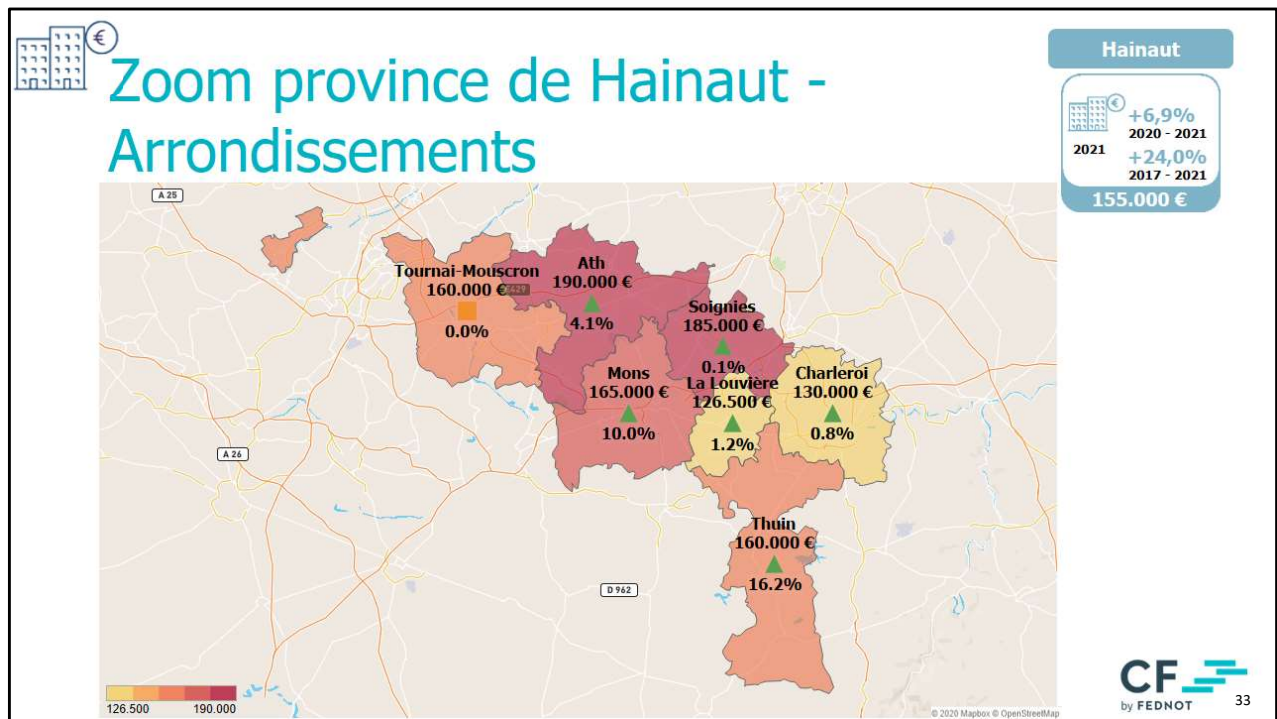 €
Zoom province de Hainaut -
Arrondissements
Hainaut
€
+6,9%
2020 - 2021
2021
+24,0%
2017 - 2021
155.000 €
A 25
Tournai-Mouscron
160.000 €
0.0%
Ath
190.000 €
4.1%
Soignies
185.000 €
0.1%
Mons
165.000 €
10.0%
La Louvière
126.500 €
1.2%
Charleroi
130.000 €
0.8%
A 26
Thuin
160.000 €
16.2%
D 962
126.500 190.000
© 2020 Mapbox © OpenStreetMap
CF
by FEDNOT
33